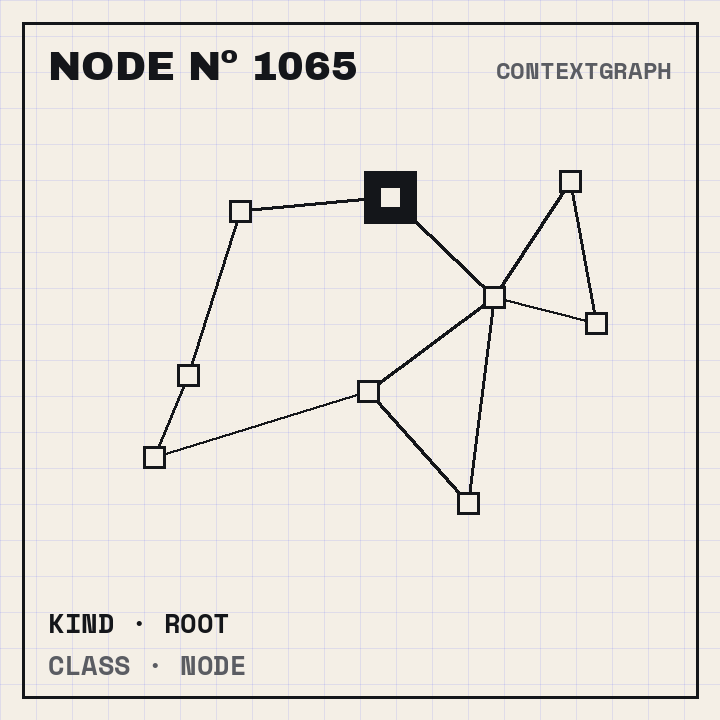 NODE Nº 1065
CONTEXTGRAPH
KIND · ROOT
CLASS · NODE